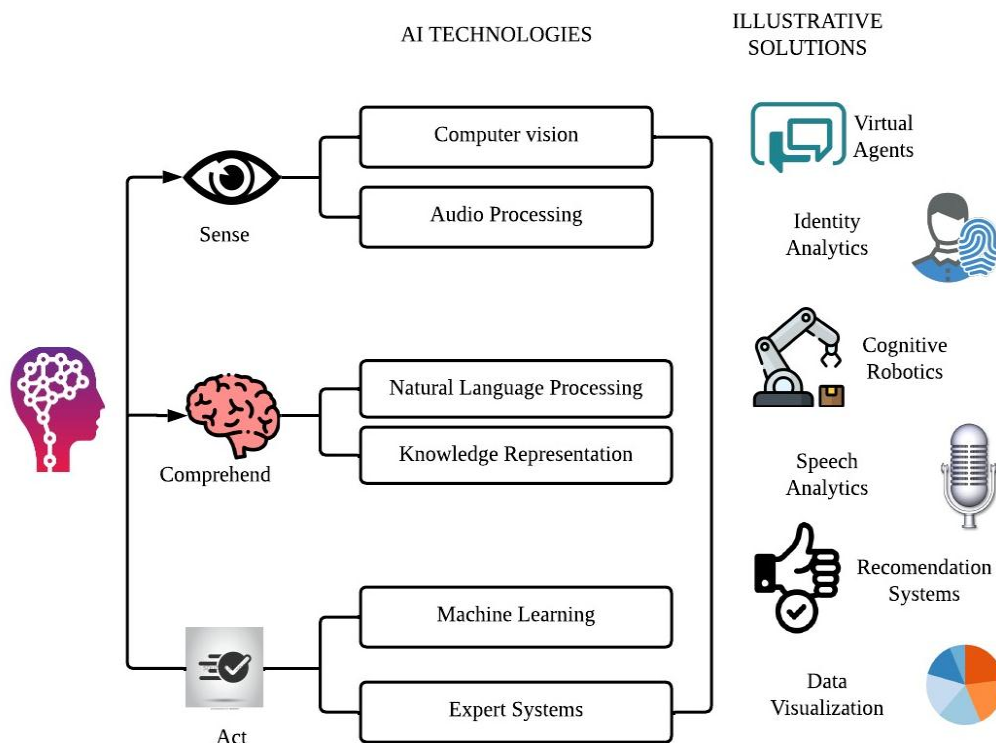 AI TECHNOLOGIES
ILLUSTRATIVE
SOLUTIONS
Computer vision
Audio Processing
Sense
Natural Language Processing
Knowledge Representation
Comprehend
Machine Learning
Expert Systems
Act
Virtual
Agents
Identity
Analytics
Cognitive
Robotics
Speech
Analytics
Recomendation
Systems
Data
Visualization